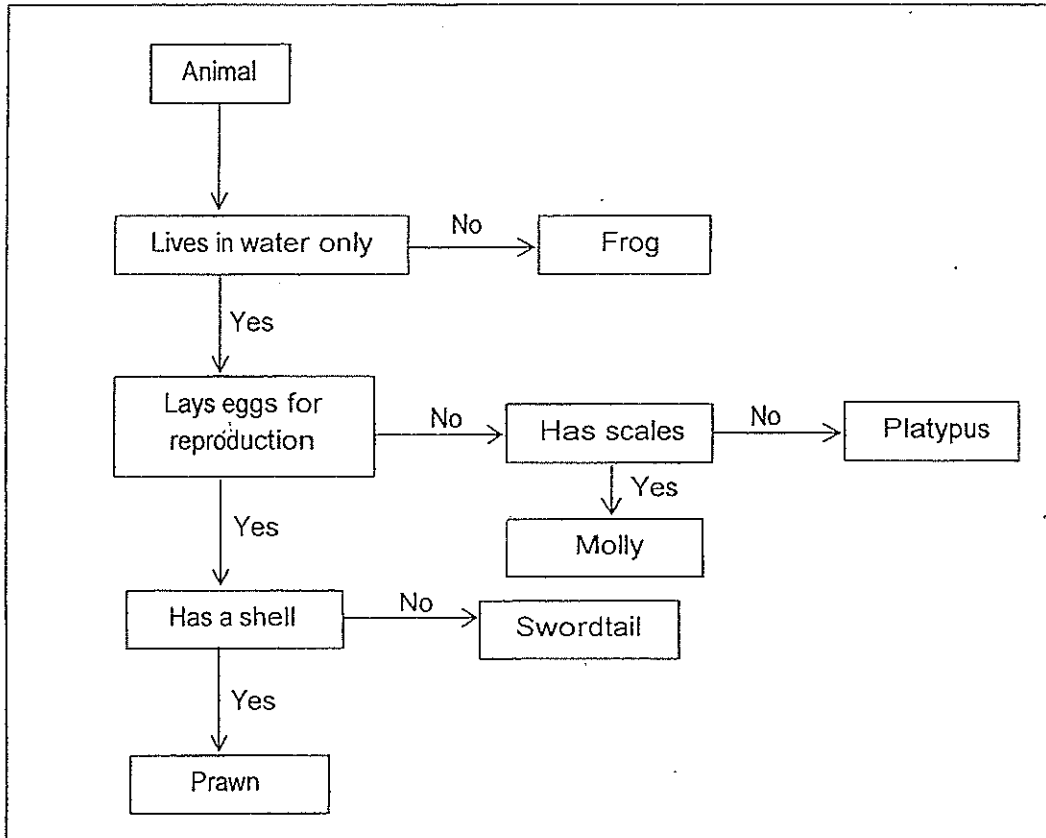 Animal
Lives in water only
No
Frog
Yes
Lays eggs for
reproduction
No
Has scales
No
Platypus
Yes
Molly
Yes
Has a shell
No
Swordtail
Yes
Prawn